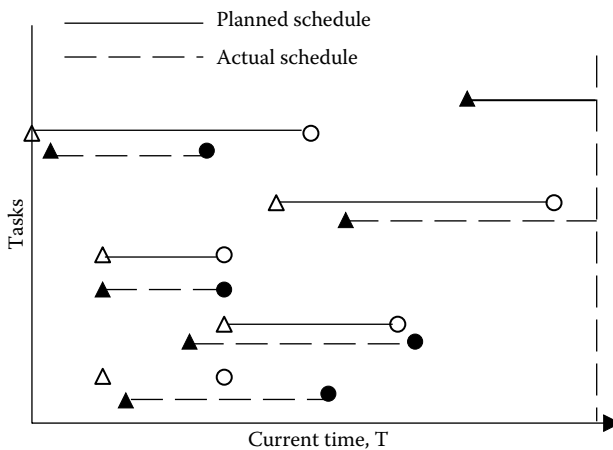 Planned schedule
Actual schedule
Tasks
Current time, T